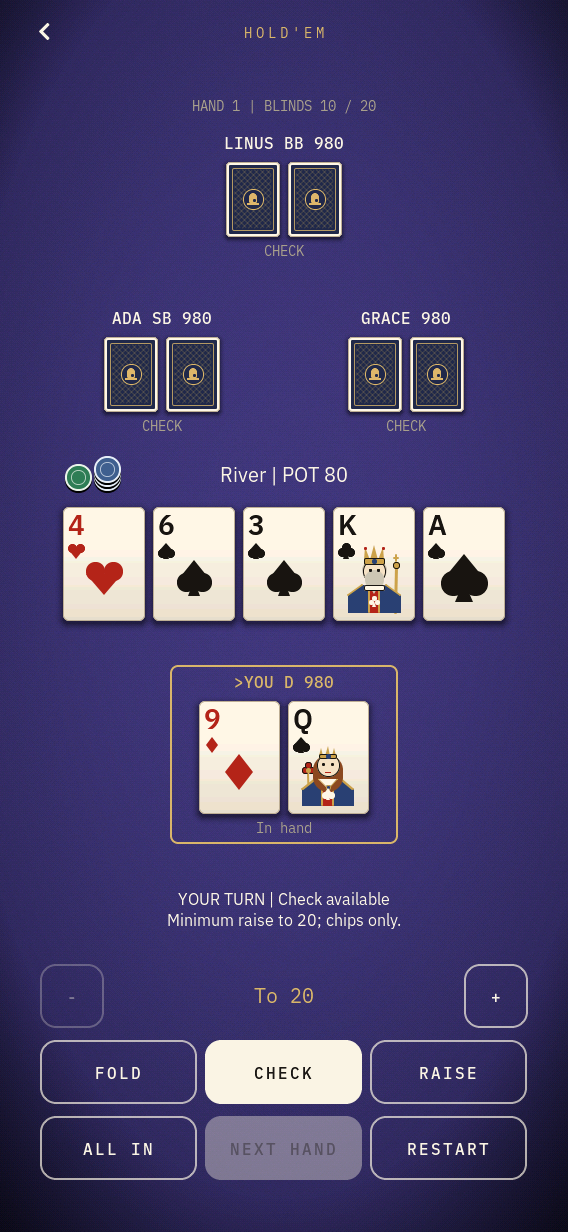 HOLD'EM
HAND 1 | BLINDS 10 / 20
LINUS BB 980
CHECK
ADA SB 980
GRACE 980
CHECK
CHECK
River | POT 80
4
6
3
K
A
>YOU D 980
9
Q
In hand
YOUR TURN | Check available
Minimum raise to 20; chips only.
-
To 20
+
FOLD
CHECK
RAISE
ALL IN
NEXT HAND
RESTART